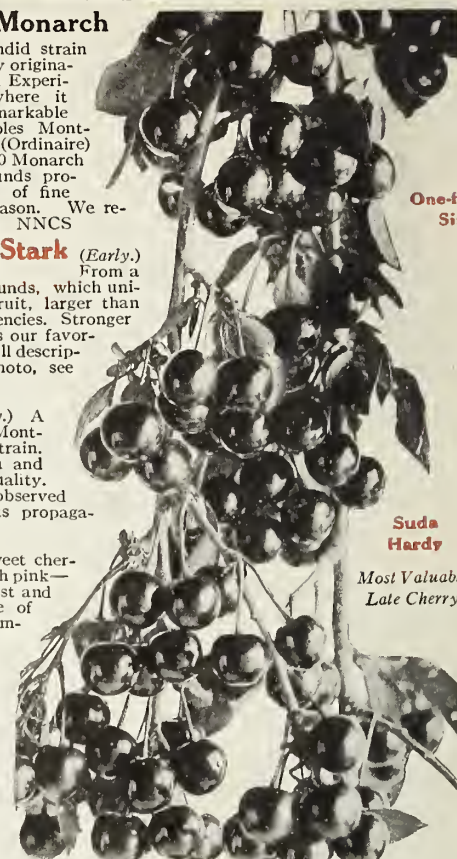 Monarch
ndid strain
y origina-
Experi-
where it
markable
bles Mont-
(Ordinaire)
0 Monarch
unds pro-
of fine
ason. We re-
NNCS
Stark (Early.)
From a
unds, which uni-
ruit, larger than
encies. Stronger
s our favor-
ll descrip-
hoto, see
y.) A
Mont-
train.
a and
uality.
observed
is propaga-
weet cher-
h pink—
st and
e of
om-
One-f
Si
Suda
Hardy
Most Valuab
Late Cherry